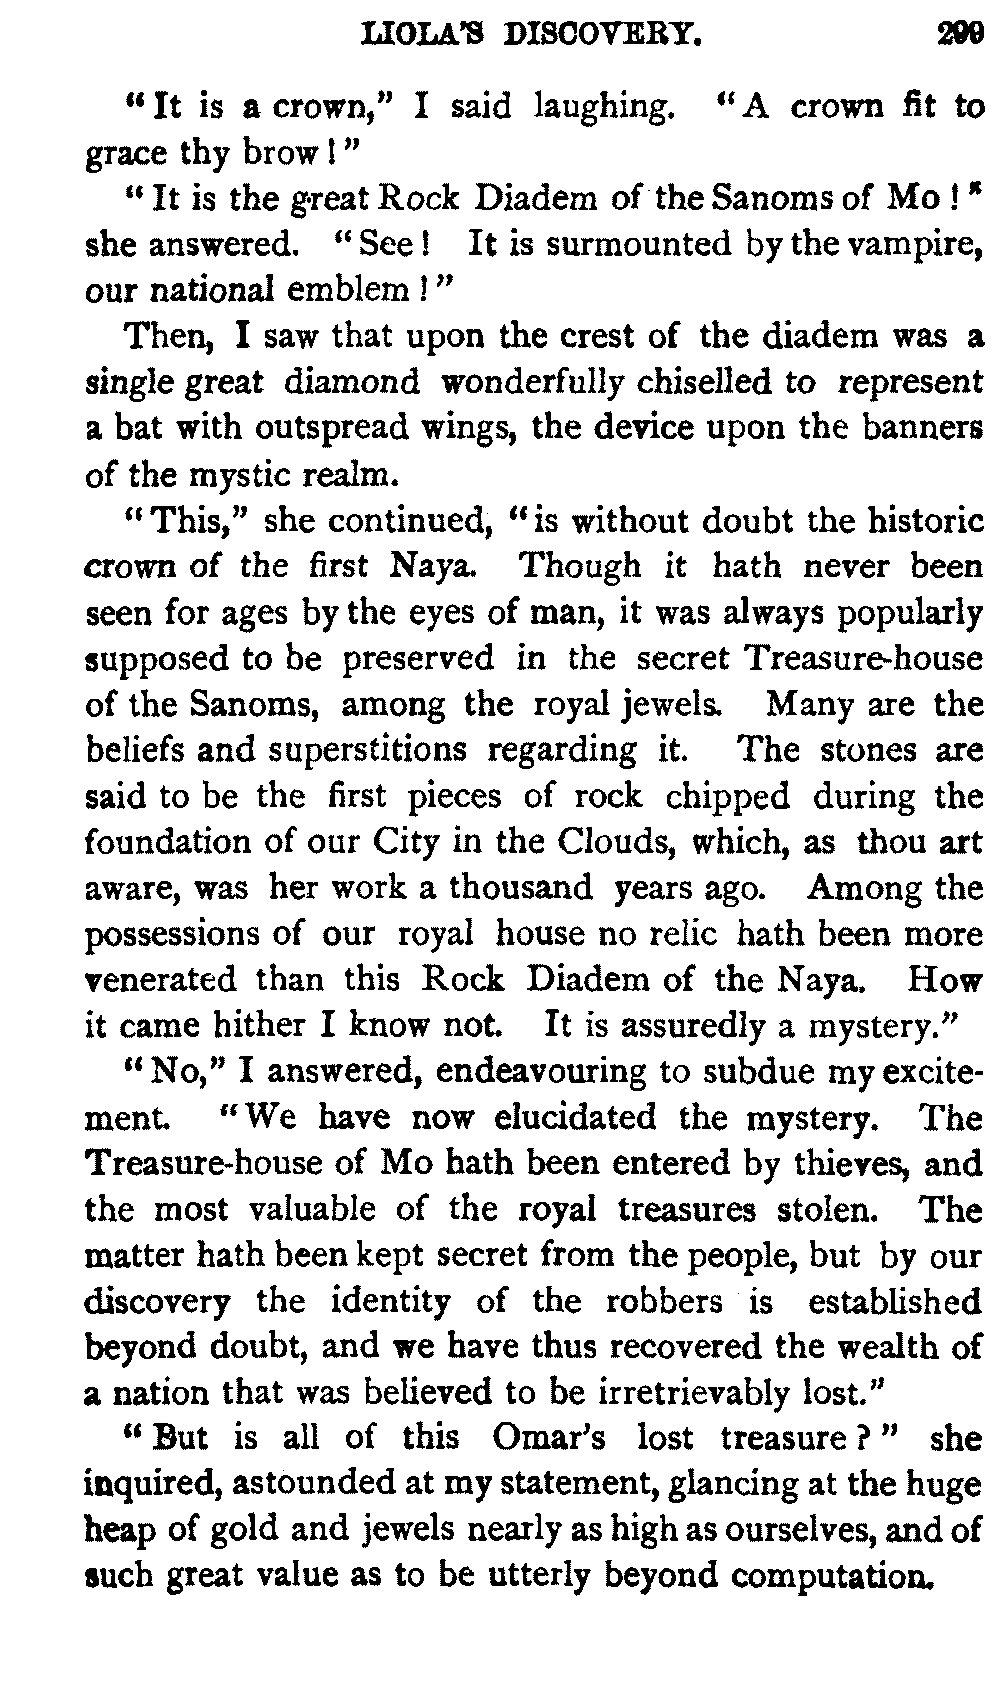 LIOLA'S DISCOVERY. 299
"It is a crown," I said laughing. "A crown fit to
grace thy brow!"
"It is the great Rock Diadem of the Sanoms of Mo!"
she answered. "See! It is surmounted by the vampire,
our national emblem!"
Then, I saw that upon the crest of the diadem was a
single great diamond wonderfully chiselled to represent
a bat with outspread wings, the device upon the banners
of the mystic realm.
"This," she continued, "is without doubt the historic
crown of the first Naya. Though it hath never been
seen for ages by the eyes of man, it was always popularly
supposed to be preserved in the secret Treasure-house
of the Sanoms, among the royal jewels. Many are the
beliefs and superstitions regarding it. The stones are
said to be the first pieces of rock chipped during the
foundation of our City in the Clouds, which, as thou art
aware, was her work a thousand years ago. Among the
possessions of our royal house no relic hath been more
venerated than this Rock Diadem of the Naya. How
it came hither I know not. It is assuredly a mystery."
"No," I answered, endeavouring to subdue my excite-
ment. "We have now elucidated the mystery. The
Treasure-house of Mo hath been entered by thieves, and
the most valuable of the royal treasures stolen. The
matter hath been kept secret from the people, but by our
discovery the identity of the robbers is established
beyond doubt, and we have thus recovered the wealth of
a nation that was believed to be irretrievably lost."
"But is all of this Omar's lost treasure?" she
inquired, astounded at my statement, glancing at the huge
heap of gold and jewels nearly as high as ourselves, and of
such great value as to be utterly beyond computation.